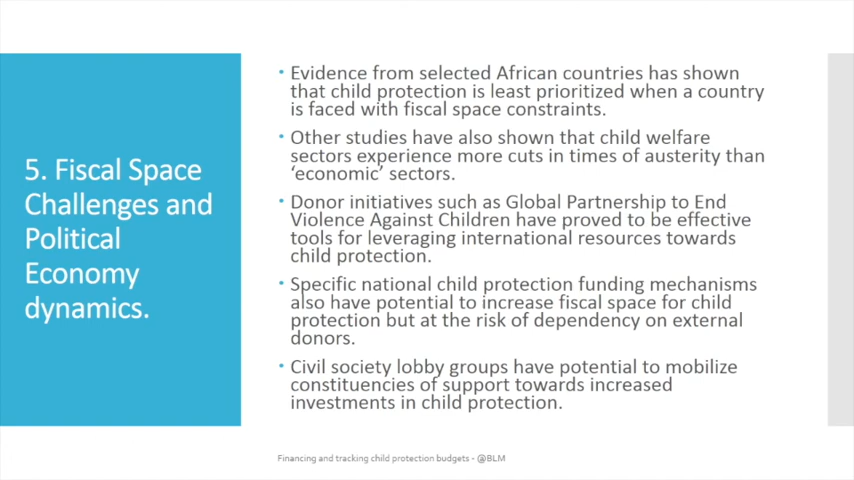 5. Fiscal Space
Challenges and
Political
Economy
dynamics.
• Evidence from selected African countries has shown
that child protection is least prioritized when a country
is faced with fiscal space constraints.
• Other studies have also shown that child welfare
sectors experience more cuts in times of austerity than
‘economic’ sectors.
• Donor initiatives such as Global Partnership to End
Violence Against Children have proved to be effective
tools for leveraging international resources towards
child protection.
• Specific national child protection funding mechanisms
also have potential to increase fiscal space for child
protection but at the risk of dependency on external
donors.
• Civil society lobby groups have potential to mobilize
constituencies of support towards increased
investments in child protection.
Financing and tracking child protection budgets - @BLM